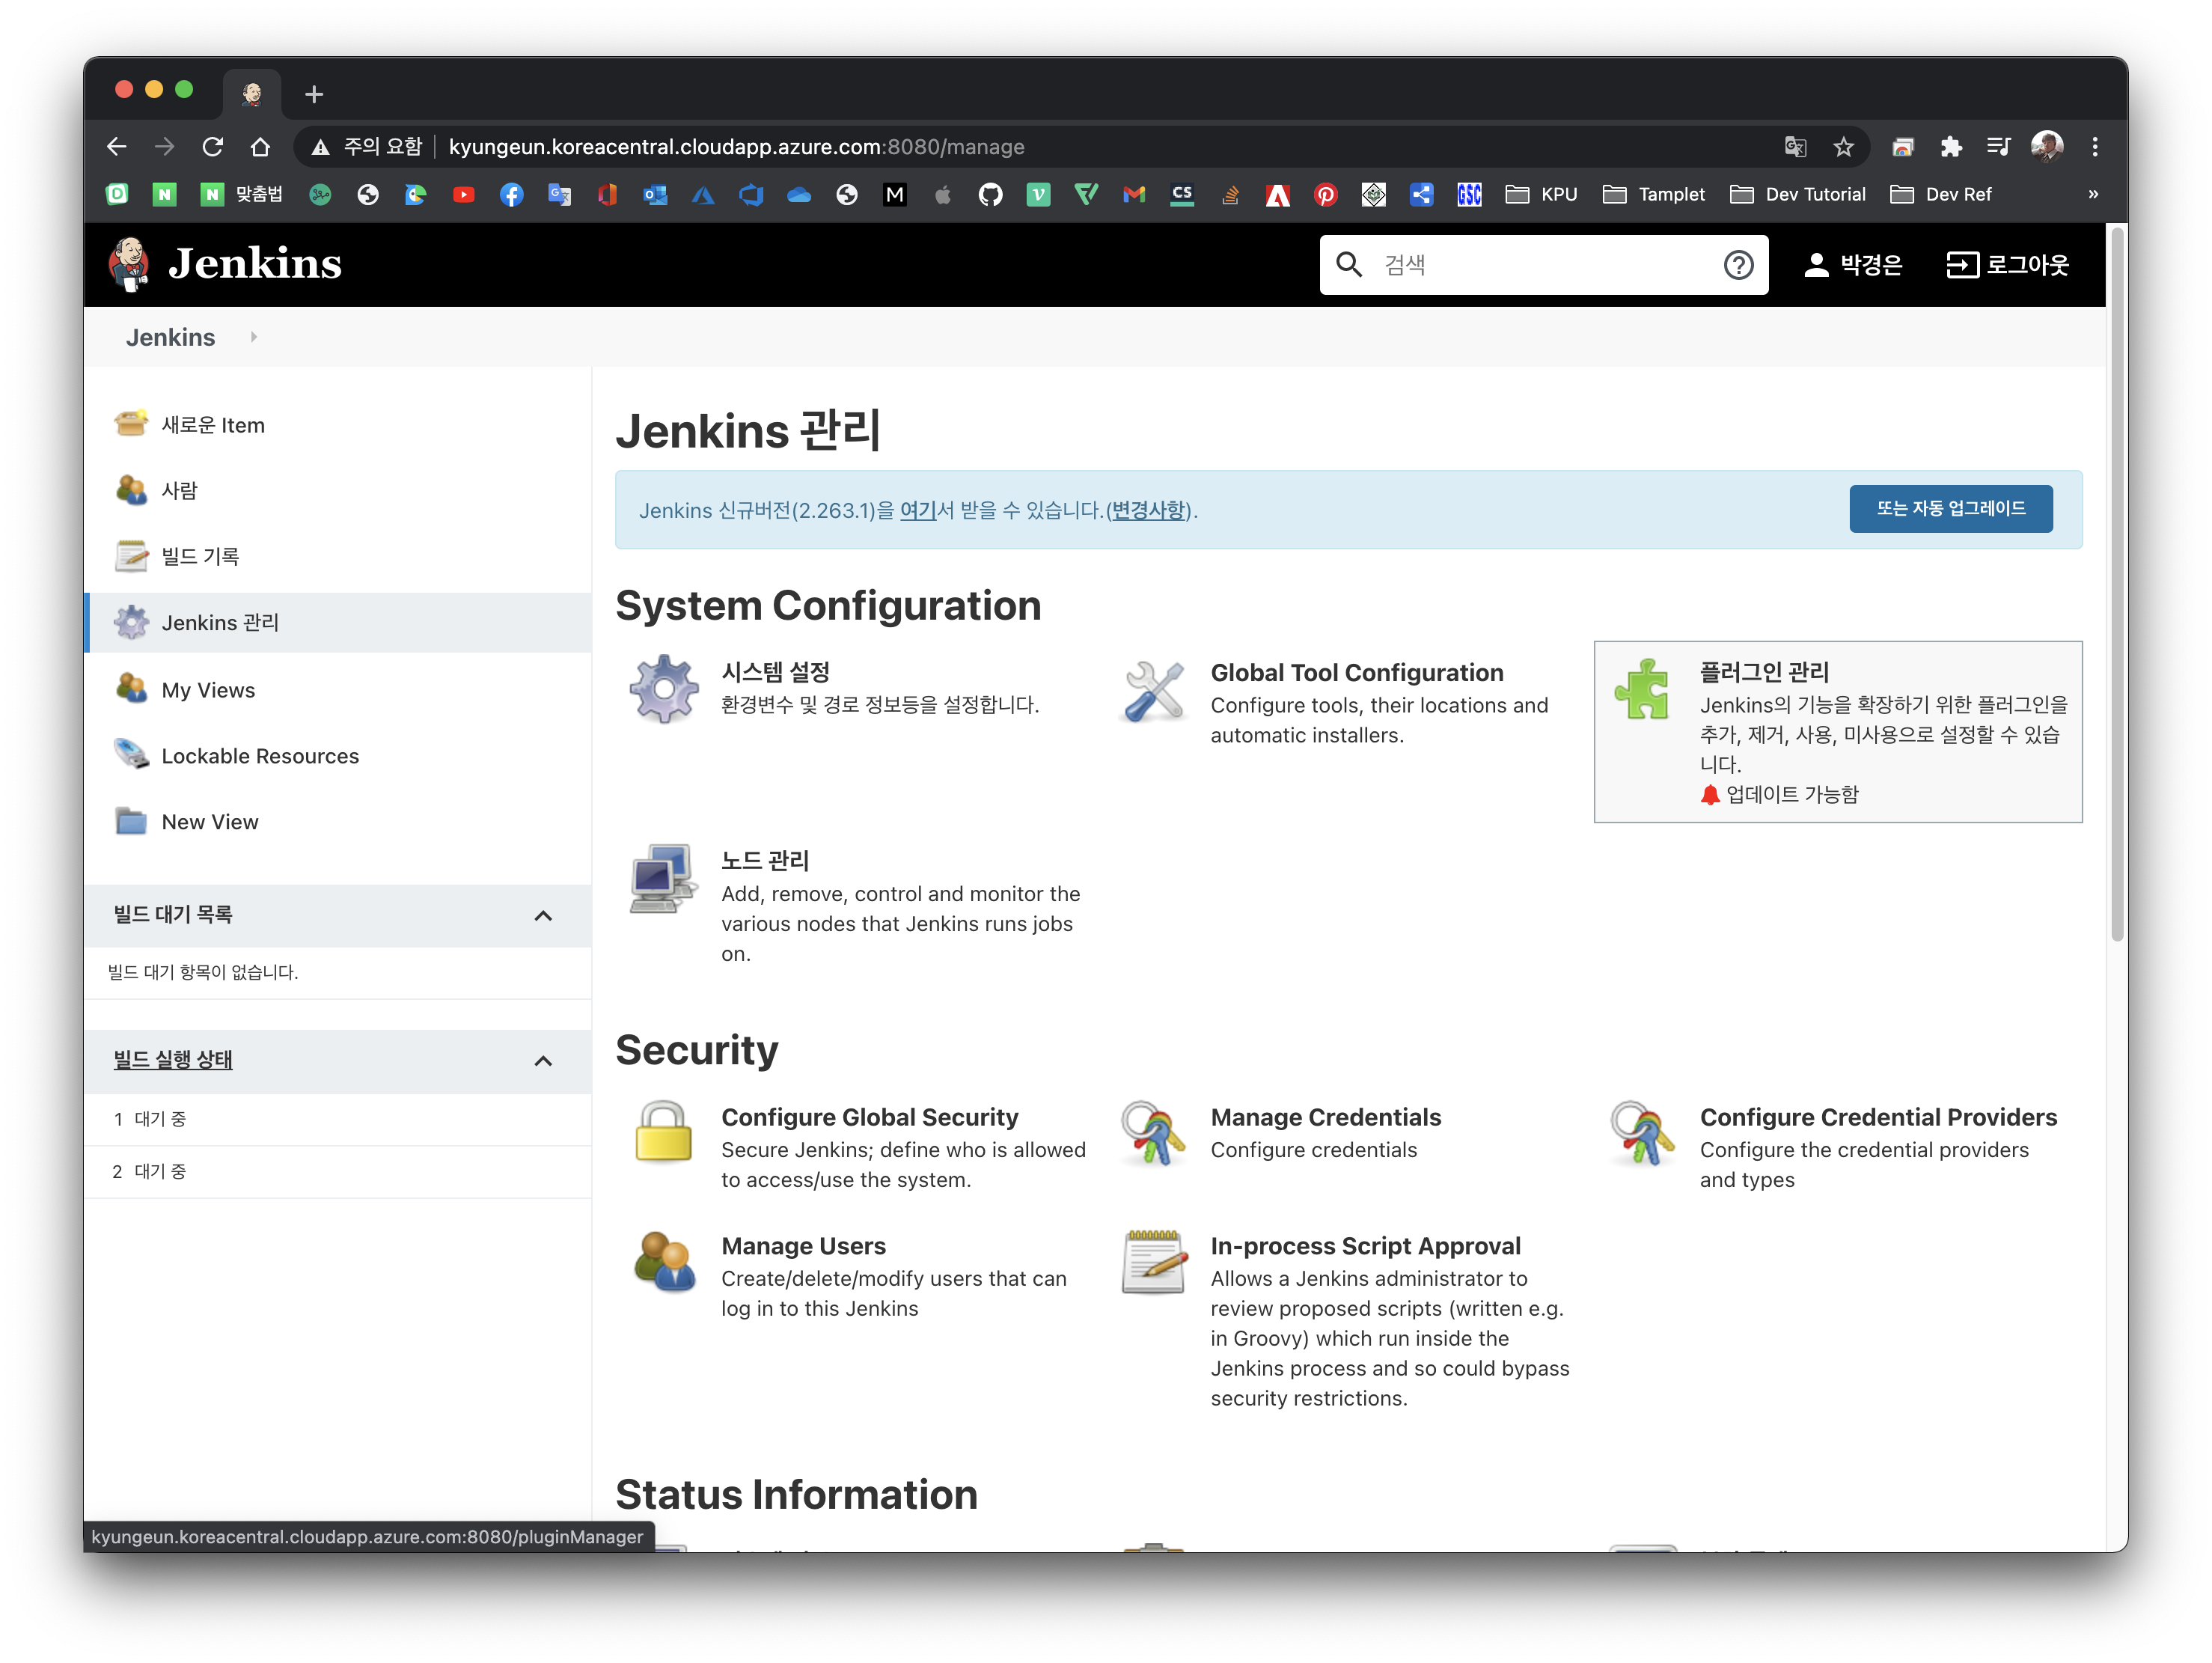 주의 요함
kyungeun.koreacentral.cloudapp.azure.com:8080/manage
맞춤법
KPU
Tamplet
Dev Tutorial
Dev Ref
»
Jenkins
검색
박경은
로그아웃
Jenkins
새로운 Item
사람
빌드 기록
Jenkins 관리
My Views
Lockable Resources
New View
빌드 대기 목록
빌드 대기 항목이 없습니다.
빌드 실행 상태
1 대기 중
2 대기 중
Jenkins 관리
Jenkins 신규버전(2.263.1)을 여기서 받을 수 있습니다.(변경사항).
또는 자동 업그레이드
System Configuration
시스템 설정
환경변수 및 경로 정보등을 설정합니다.
Global Tool Configuration
Configure tools, their locations and
automatic installers.
플러그인 관리
Jenkins의 기능을 확장하기 위한 플러그인을
추가, 제거, 사용, 미사용으로 설정할 수 있습
니다.
업데이트 가능함
노드 관리
Add, remove, control and monitor the
various nodes that Jenkins runs jobs
on.
Security
Configure Global Security
Secure Jenkins; define who is allowed
to access/use the system.
Manage Credentials
Configure credentials
Configure Credential Providers
Configure the credential providers
and types
Manage Users
Create/delete/modify users that can
log in to this Jenkins
In-process Script Approval
Allows a Jenkins administrator to
review proposed scripts (written e.g.
in Groovy) which run inside the
Jenkins process and so could bypass
security restrictions.
Status Information
kyungeun.koreacentral.cloudapp.azure.com:8080/pluginManager